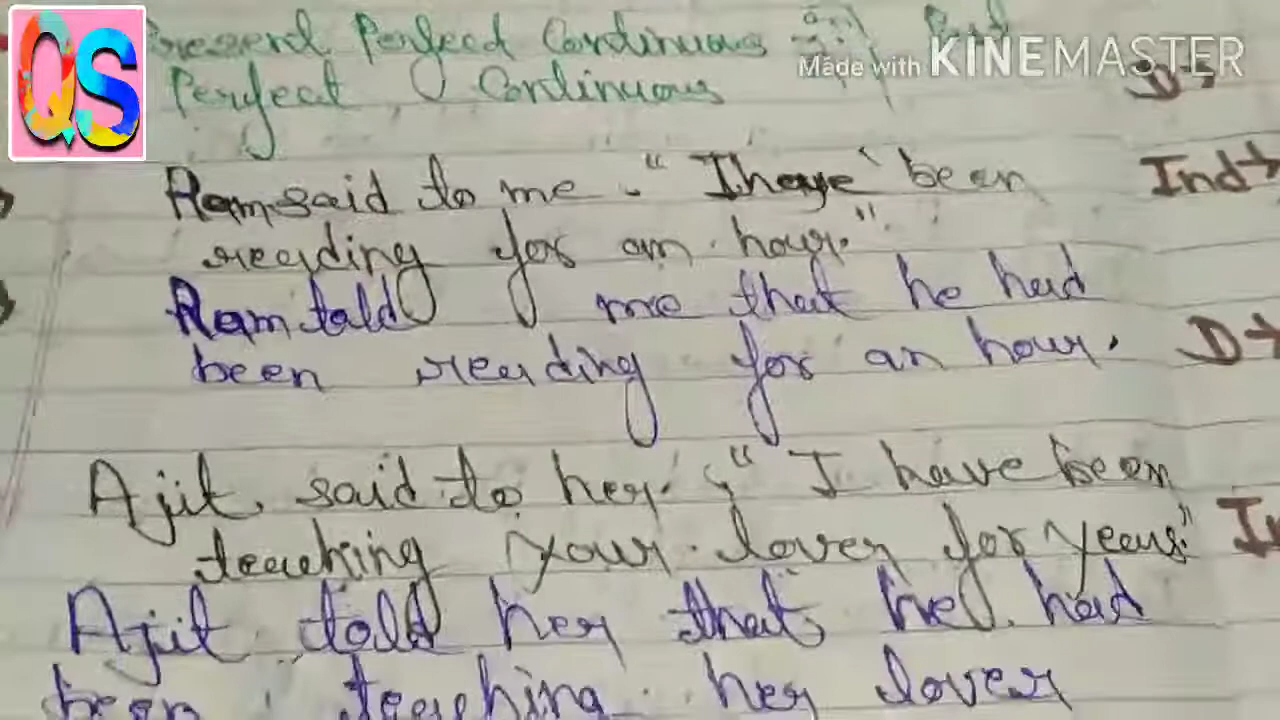 QS
Present Perfect Continuous
Made with KINEMASTER
Perfect Continuous
D→
Ram said to me. "I have been
Ind→
reading for an hour."
Ram told me that he had
been reading for an hour.
D→
Ajit, said to her, "I have been
teaching your lover for years."
Ajit told her that he had
been teaching her lover